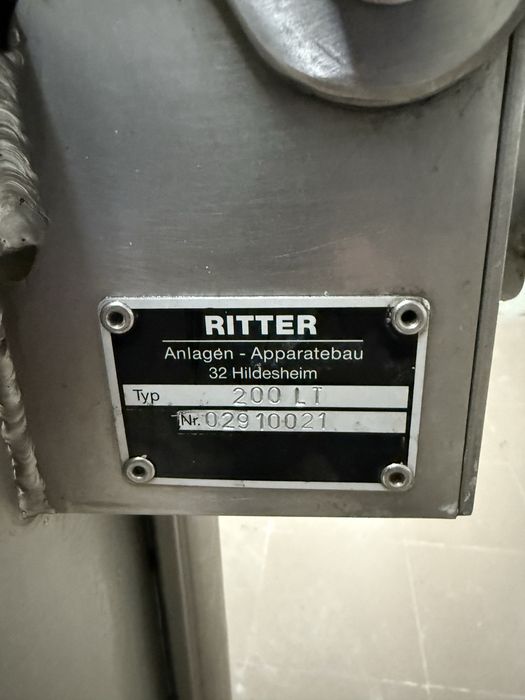 RITTER
Anlagen - Apparatebau
32 Hildesheim
Typ 200 LT
Nr. 02910021